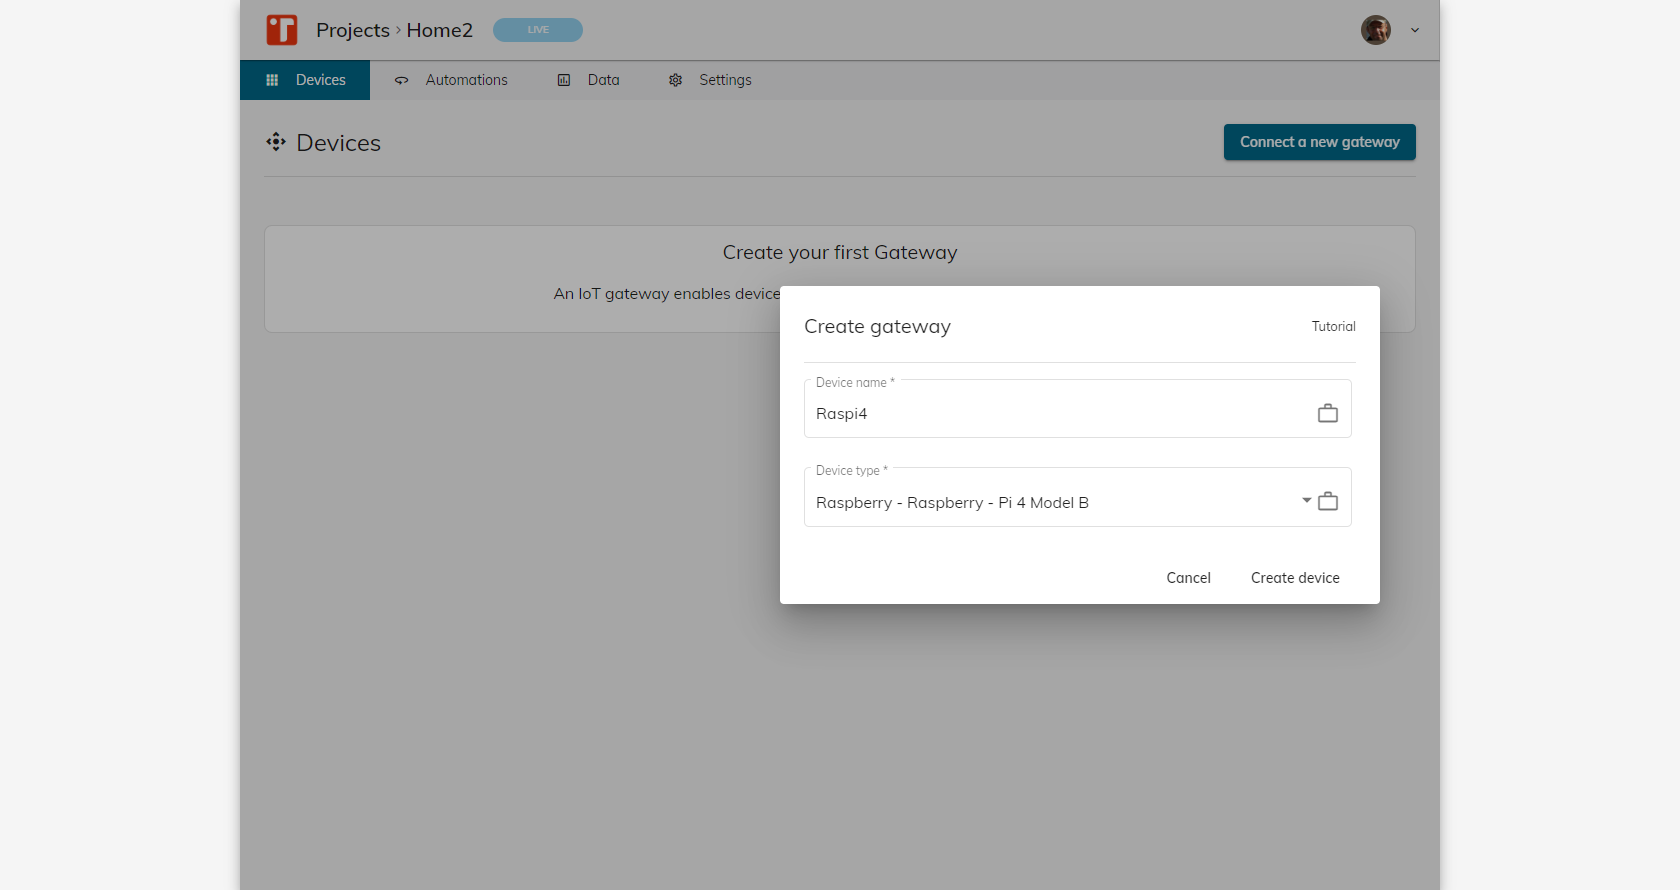 Projects › Home2
LIVE
Devices
Automations
Data
Settings
Devices
Connect a new gateway
Create your first Gateway
An IoT gateway enables device
Create gateway
Tutorial
Device name *
Raspi4
Device type *
Raspberry - Raspberry - Pi 4 Model B
Cancel
Create device